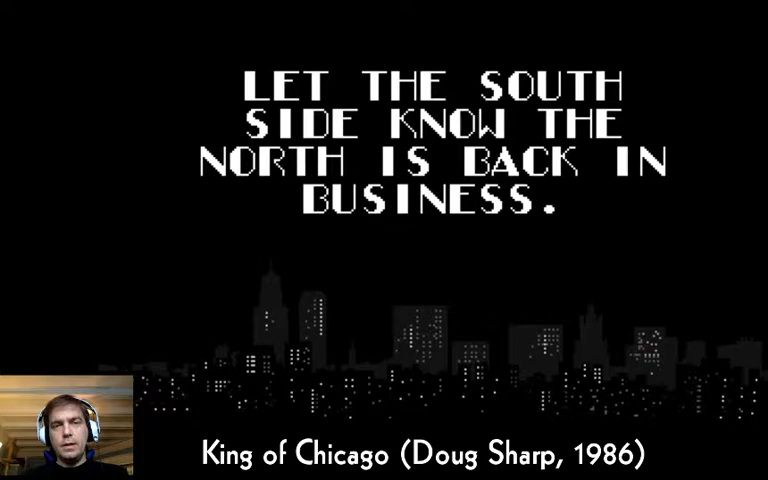 LET THE SOUTH
SIDE KNOW THE
NORTH IS BACK IN
BUSINESS.
King of Chicago (Doug Sharp, 1986)